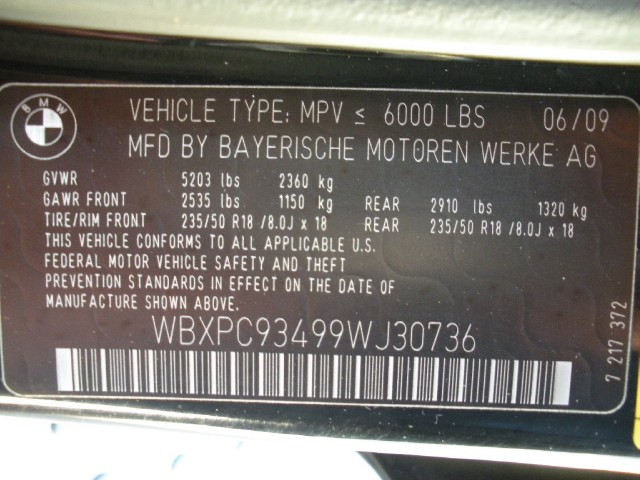 BMW
VEHICLE TYPE: MPV ≤ 6000 LBS 06/09
MFD BY BAYERISCHE MOTOREN WERKE AG
GVWR 5203 lbs 2360 kg
GAWR FRONT 2535 lbs 1150 kg REAR 2910 lbs 1320 kg
TIRE/RIM FRONT 235/50 R18 /8.0J x 18 REAR 235/50 R18 /8.0J x 18
THIS VEHICLE CONFORMS TO ALL APPLICABLE U.S.
FEDERAL MOTOR VEHICLE SAFETY AND THEFT
PREVENTION STANDARDS IN EFFECT ON THE DATE OF
MANUFACTURE SHOWN ABOVE.
WBXPC93499WJ30736
7 217 372